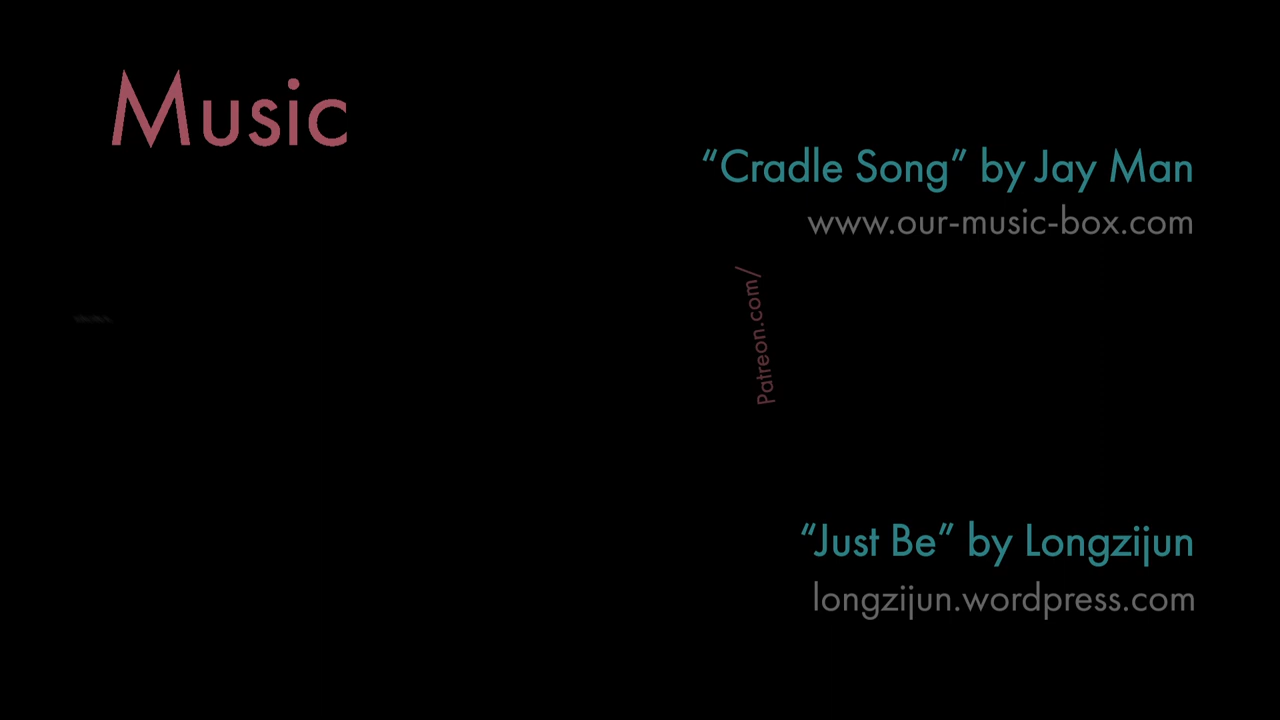 Music
“Cradle Song” by Jay Man
www.our-music-box.com
Patreon.com/
“Just Be” by Longzijun
longzijun.wordpress.com